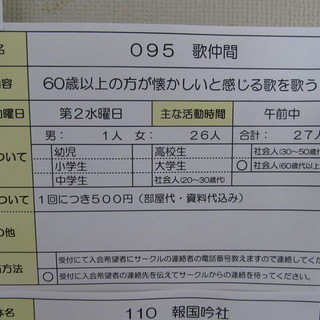 名 095 歌仲間
内容 60歳以上の方が懐かしいと感じる歌を歌う
曜日 第2水曜日 主な活動時間 午前中
男: 1人 女: 26人 合計: 27人
ついて 幼児 高校生 社会人(30~50歳代
小学生 大学生 ○ 社会人(60歳代以上
中学生 社会人(20~30歳代)
ついて 1回につき500円(部屋代・資料代込み)
の他
方法 受付にて入会希望者にサークルの連絡者の電話番号教えますので連絡してくだ
○ 受付にて入会希望者の連絡先を伝えてサークルからの連絡を待ってください。
体名 110 報国吟社